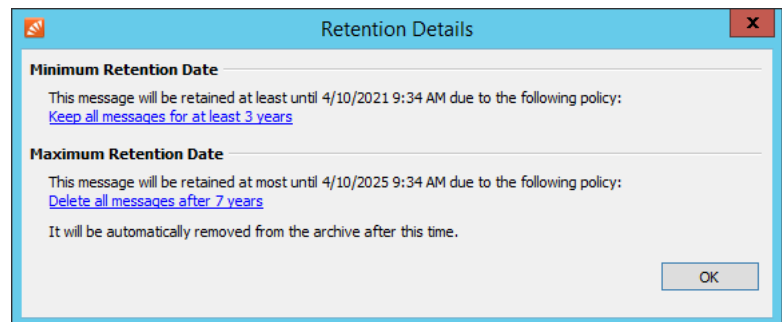 Retention Details
x
Minimum Retention Date
This message will be retained at least until 4/10/2021 9:34 AM due to the following policy:
Keep all messages for at least 3 years
Maximum Retention Date
This message will be retained at most until 4/10/2025 9:34 AM due to the following policy:
Delete all messages after 7 years
It will be automatically removed from the archive after this time.
OK